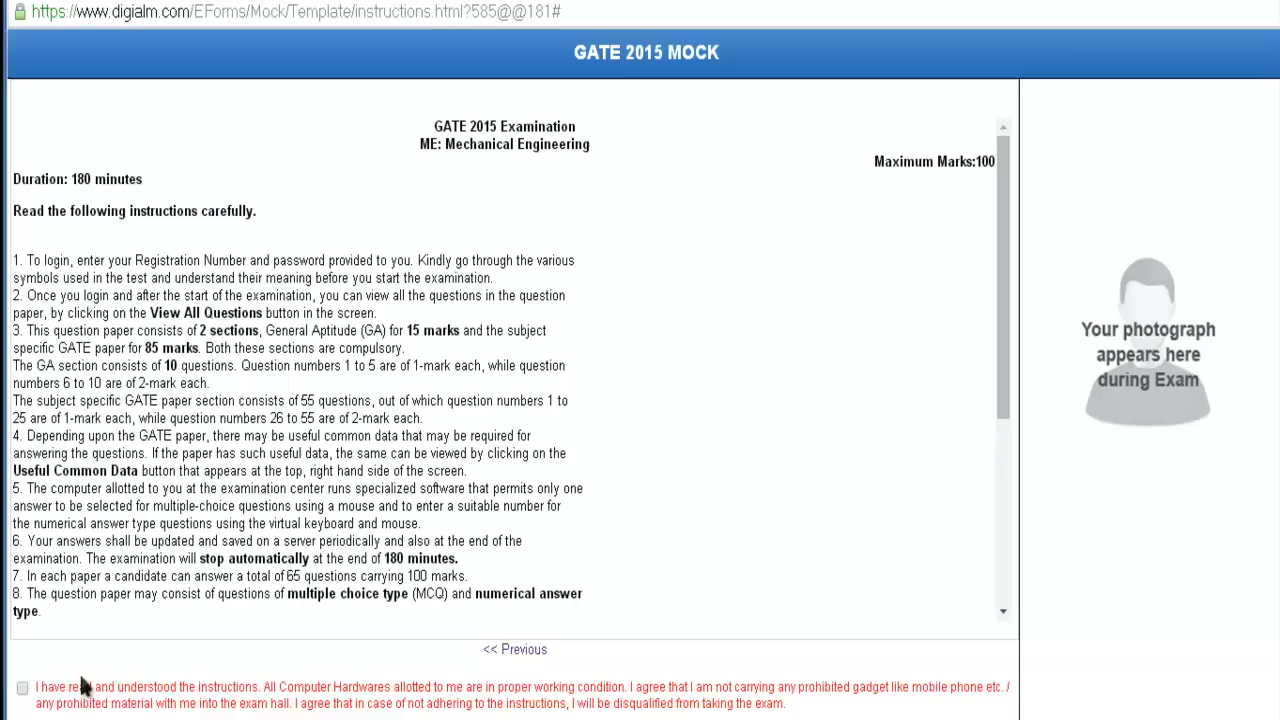 https://www.digialm.com/EForms/Mock/Template/instructions.html?585@@181#
GATE 2015 MOCK
GATE 2015 Examination
ME: Mechanical Engineering
Maximum Marks:100
Duration: 180 minutes
Read the following instructions carefully.
1. To login, enter your Registration Number and password provided to you. Kindly go through the various
symbols used in the test and understand their meaning before you start the examination.
2. Once you login and after the start of the examination, you can view all the questions in the question
paper, by clicking on the View All Questions button in the screen.
3. This question paper consists of 2 sections, General Aptitude (GA) for 15 marks and the subject
specific GATE paper for 85 marks. Both these sections are compulsory.
The GA section consists of 10 questions. Question numbers 1 to 5 are of 1-mark each, while question
numbers 6 to 10 are of 2-mark each.
The subject specific GATE paper section consists of 55 questions, out of which question numbers 1 to
25 are of 1-mark each, while question numbers 26 to 55 are of 2-mark each.
4. Depending upon the GATE paper, there may be useful common data that may be required for
answering the questions. If the paper has such useful data, the same can be viewed by clicking on the
Useful Common Data button that appears at the top, right hand side of the screen.
5. The computer allotted to you at the examination center runs specialized software that permits only one
answer to be selected for multiple-choice questions using a mouse and to enter a suitable number for
the numerical answer type questions using the virtual keyboard and mouse.
6. Your answers shall be updated and saved on a server periodically and also at the end of the
examination. The examination will stop automatically at the end of 180 minutes.
7. In each paper a candidate can answer a total of 65 questions carrying 100 marks.
8. The question paper may consist of questions of multiple choice type (MCQ) and numerical answer
type.
Your photograph
appears here
during Exam
<< Previous
I have read and understood the instructions. All Computer Hardwares allotted to me are in proper working condition. I agree that I am not carrying any prohibited gadget like mobile phone etc. /
any prohibited material with me into the exam hall. I agree that in case of not adhering to the instructions, I will be disqualified from taking the exam.